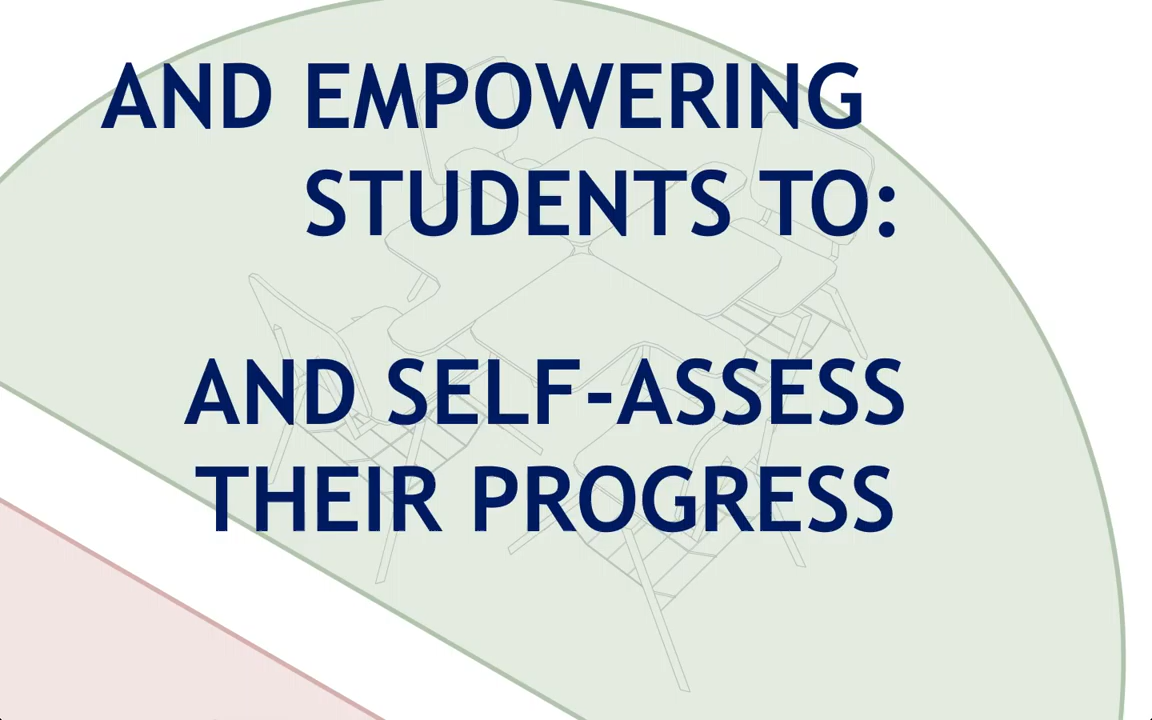 AND EMPOWERING
STUDENTS TO:
AND SELF-ASSESS
THEIR PROGRESS